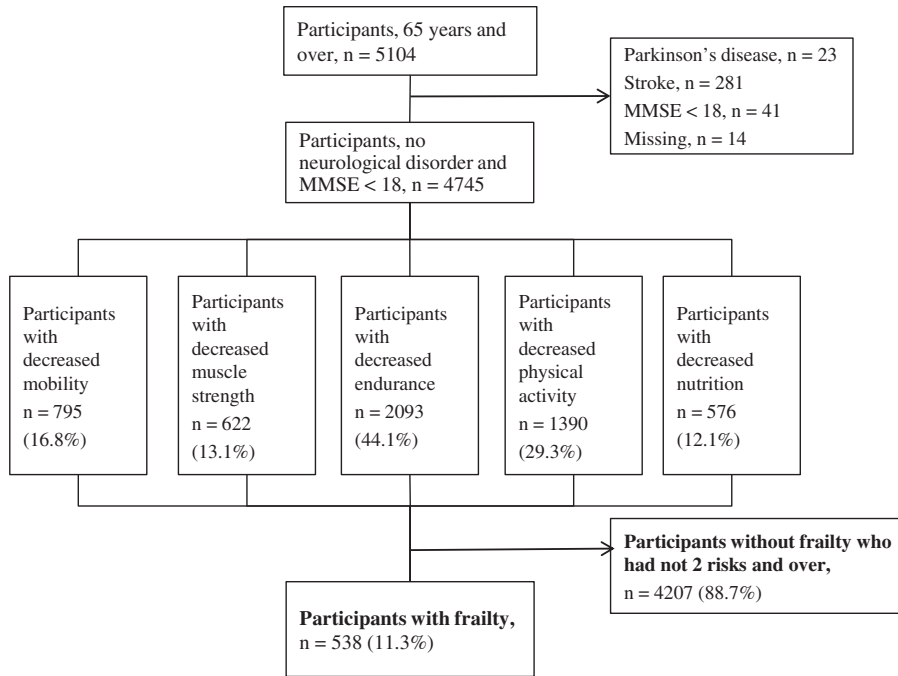 Participants, 65 years and
over, n = 5104
Parkinson’s disease, n = 23
Stroke, n = 281
MMSE < 18, n = 41
Missing, n = 14
Participants, no
neurological disorder and
MMSE < 18, n = 4745
Participants
with
decreased
mobility
n = 795
(16.8%)
Participants
with
decreased
muscle
strength
n = 622
(13.1%)
Participants
with
decreased
endurance
n = 2093
(44.1%)
Participants
with
decreased
physical
activity
n = 1390
(29.3%)
Participants
with
decreased
nutrition
n = 576
(12.1%)
Participants without frailty who
had not 2 risks and over,
n = 4207 (88.7%)
Participants with frailty,
n = 538 (11.3%)